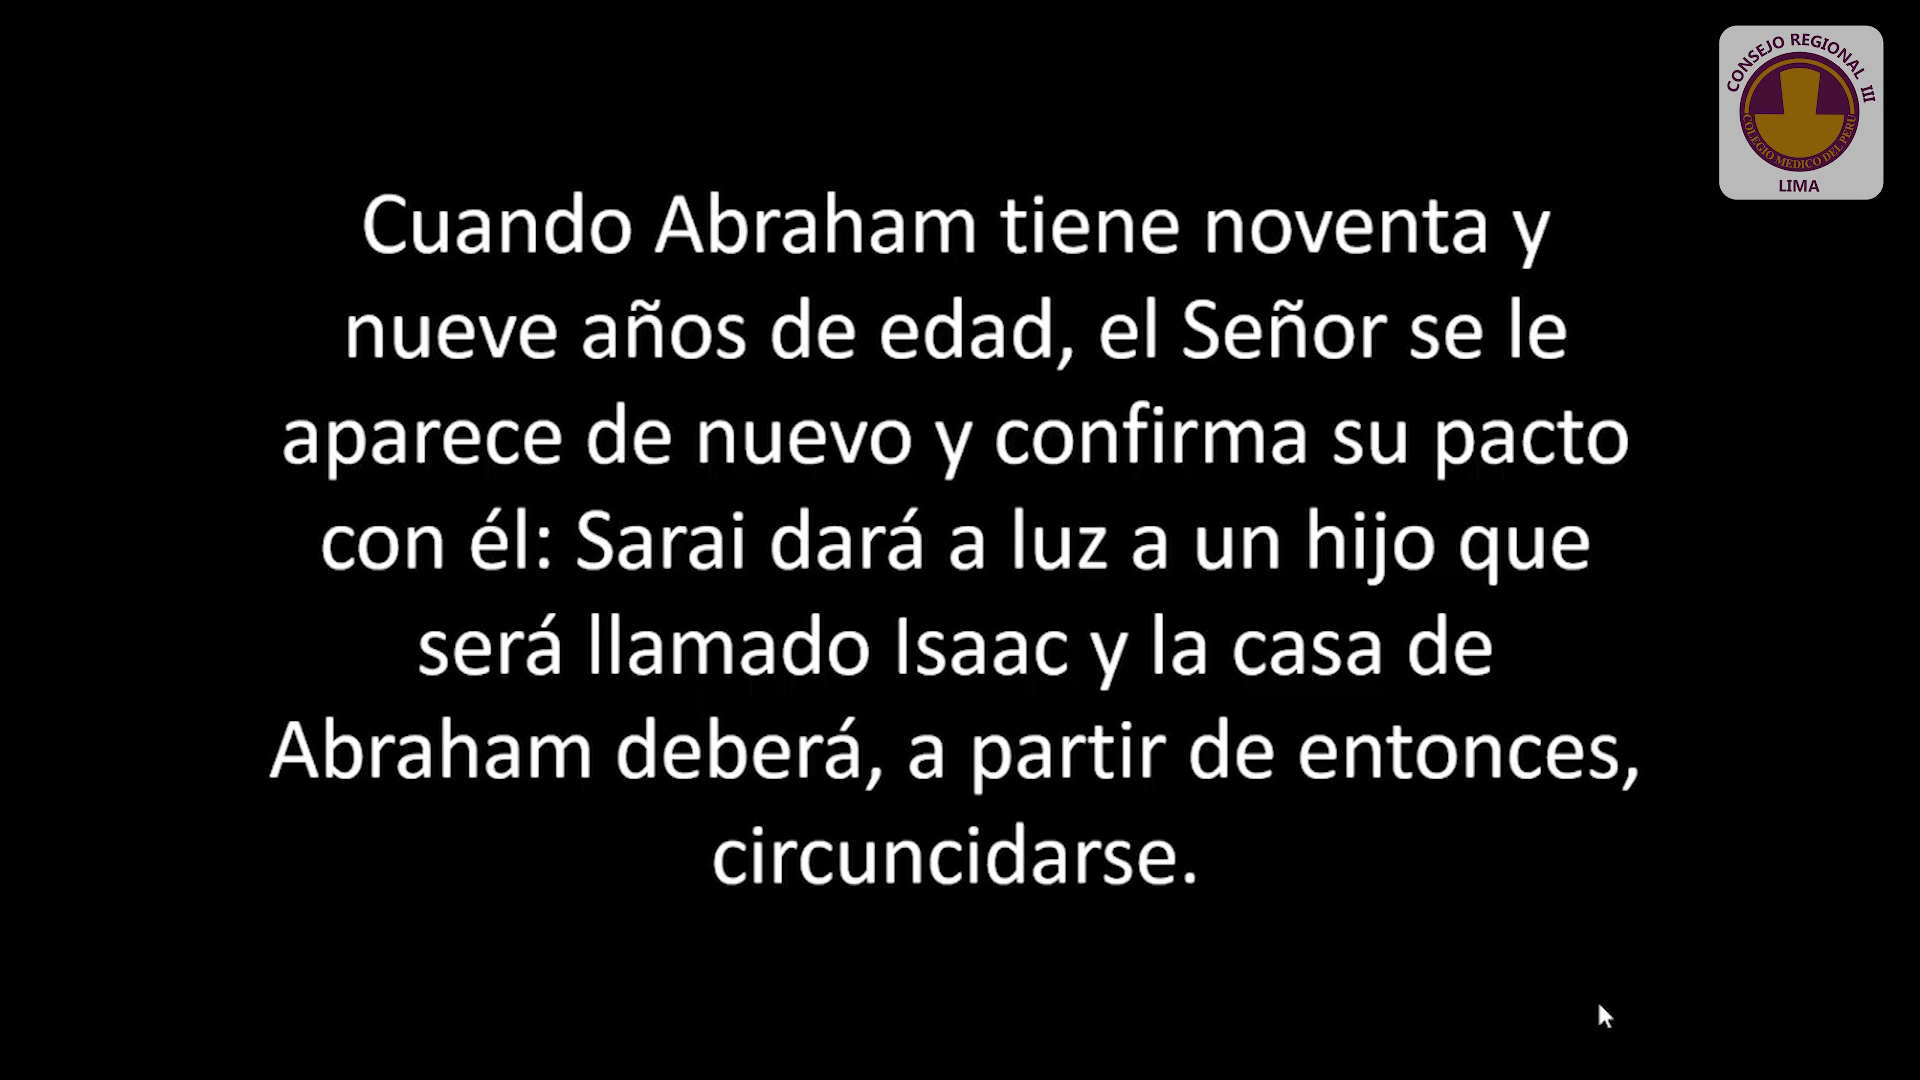 CONSEJO REGIONAL III
COLEGIO MEDICO DEL PERU
LIMA
Cuando Abraham tiene noventa y
nueve años de edad, el Señor se le
aparece de nuevo y confirma su pacto
con él: Sarai dará a luz a un hijo que
será llamado Isaac y la casa de
Abraham deberá, a partir de entonces,
circuncidarse.